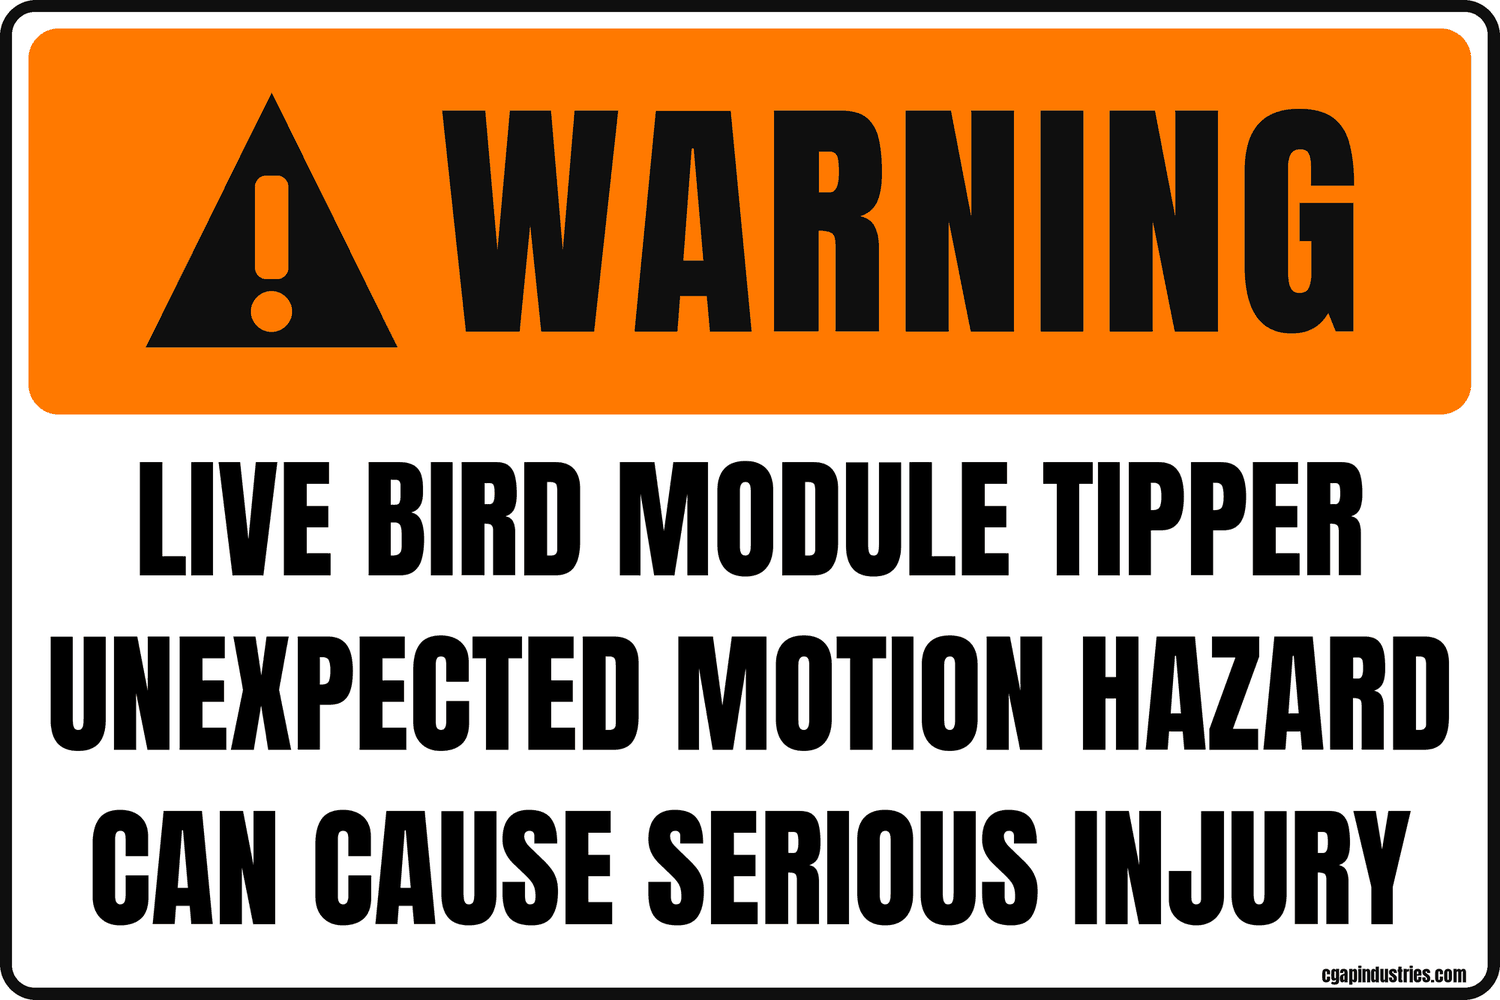 WARNING
LIVE BIRD MODULE TIPPER
UNEXPECTED MOTION HAZARD
CAN CAUSE SERIOUS INJURY
cgapindustries.com